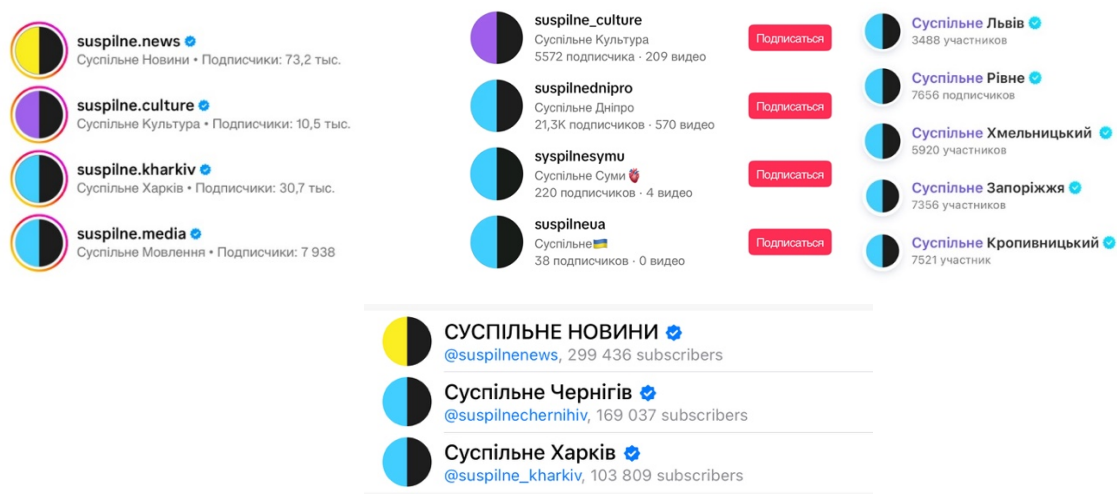 suspilne.news
Суспільне Новини • Подписчики: 73,2 тыс.
suspilne.culture
Суспільне Культура • Подписчики: 10,5 тыс.
suspilne.kharkiv
Суспільне Харків • Подписчики: 30,7 тыс.
suspilne.media
Суспільне Мовлення • Подписчики: 7 938
suspilne_culture
Суспільне Культура
5572 подписчика · 209 видео
Подписаться
suspilnednipro
Суспільне Дніпро
21,3K подписчиков · 570 видео
Подписаться
syspilnesymu
Суспільне Суми🫀
220 подписчиков · 4 видео
Подписаться
suspilneua
Суспільне🇺🇦
38 подписчиков · 0 видео
Подписаться
Суспільне Львів
3488 участников
Суспільне Рівне
7656 подписчиков
Суспільне Хмельницький
5920 участников
Суспільне Запоріжжя
7356 участников
Суспільне Кропивницький
7521 участник
СУСПІЛЬНЕ НОВИНИ
@suspilnenews, 299 436 subscribers
Суспільне Чернігів
@suspilnechernihiv, 169 037 subscribers
Суспільне Харків
@suspilne_kharkiv, 103 809 subscribers